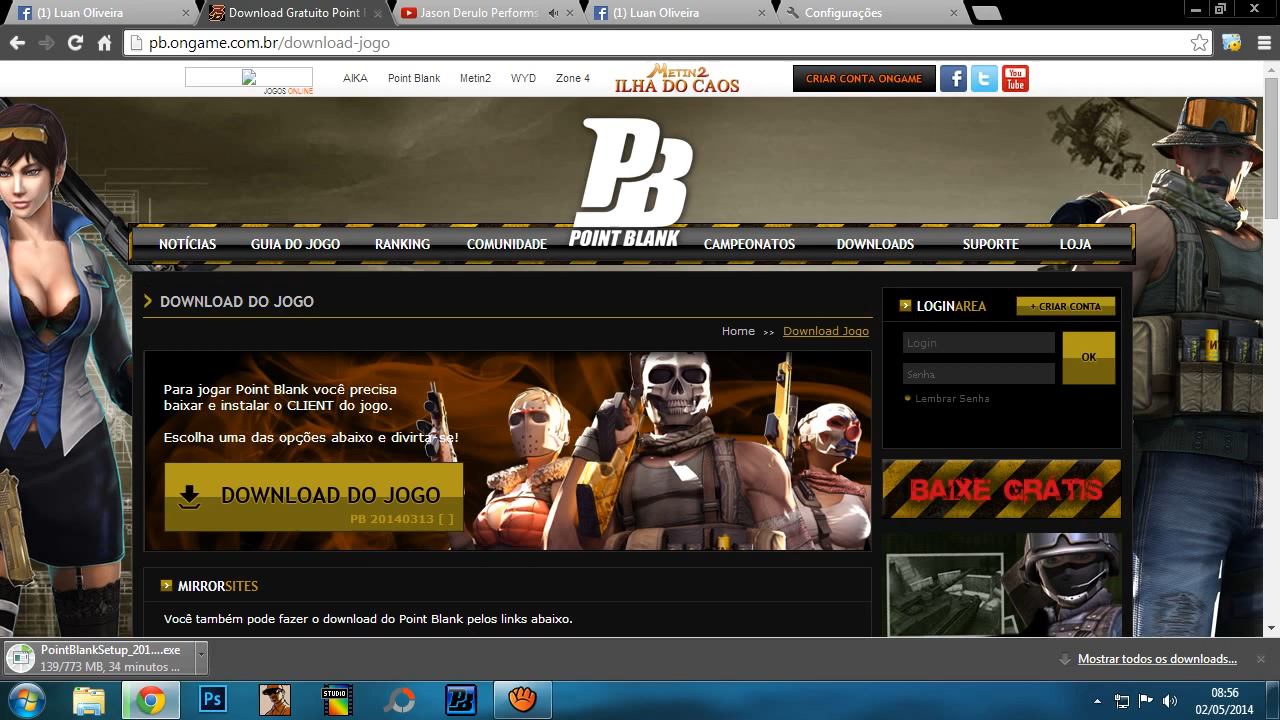 (1) Luan Oliveira
Download Gratuito Point
Jason Derulo Performs
(1) Luan Oliveira
Configurações
pb.ongame.com.br/download-jogo
JOGOS ONLINE
AIKA Point Blank Metin2 WYD Zone 4
METIN2
ILHA DO CAOS
CRIAR CONTA ONGAME
You
Tube
PB
POINT BLANK
NOTÍCIAS GUIA DO JOGO RANKING COMUNIDADE CAMPEONATOS DOWNLOADS SUPORTE LOJA
DOWNLOAD DO JOGO
Home >> Download Jogo
Para jogar Point Blank você precisa
baixar e instalar o CLIENT do jogo.
Escolha uma das opções abaixo e divirta-se!
DOWNLOAD DO JOGO
PB 20140313 [ ]
MIRRORSITES
Você também pode fazer o download do Point Blank pelos links abaixo.
LOGINAREA
+ CRIAR CONTA
Login
Senha
OK
Lembrar Senha
BAIXE GRATIS
PointBlankSetup_201....exe
139/773 MB, 34 minutos ...
Mostrar todos os downloads...
Ps
STUDIO
PB
08:56
02/05/2014